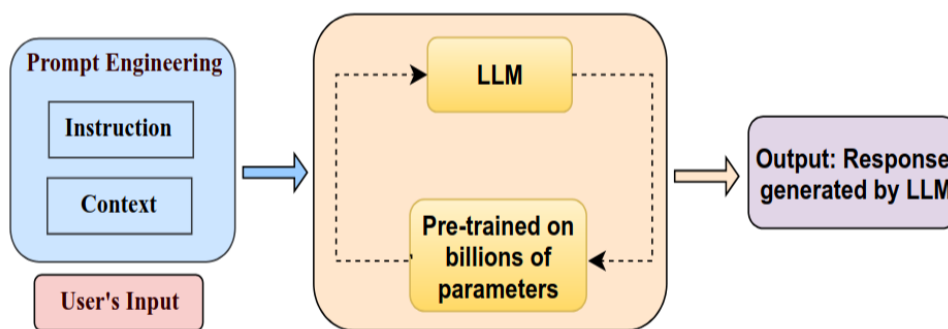 Prompt Engineering
Instruction
Context
User's Input
LLM
Pre-trained on
billions of
parameters
Output: Response
generated by LLM